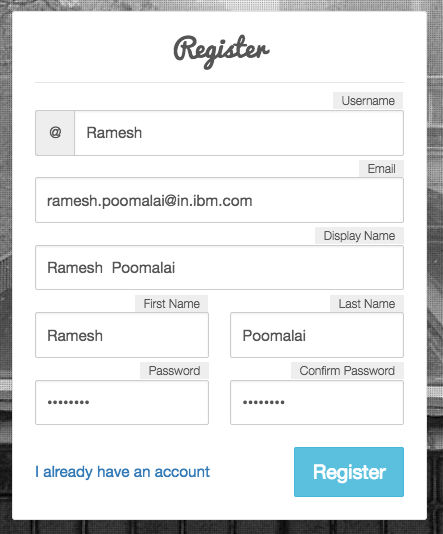 Register
Username
@ Ramesh
Email
ramesh.poomalai@in.ibm.com
Display Name
Ramesh  Poomalai
First Name Last Name
Ramesh Poomalai
Password Confirm Password
•••••••• ••••••••
I already have an account Register